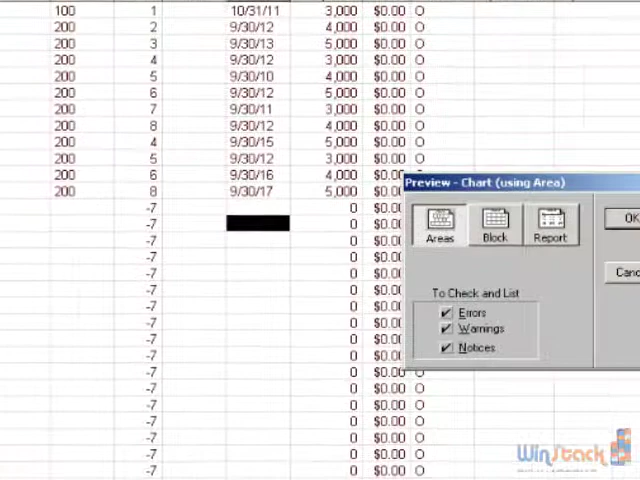 100 1 10/31/11 3,000 $0.00 O
200 2 9/30/12 4,000 $0.00 O
200 3 9/30/13 5,000 $0.00 O
200 4 9/30/12 3,000 $0.00 O
200 5 9/30/10 4,000 $0.00 O
200 6 9/30/12 5,000 $0.00 O
200 7 9/30/11 3,000 $0.00 O
200 8 9/30/12 4,000 $0.00 O
200 4 9/30/15 5,000 $0.00 O
200 5 9/30/12 3,000 $0.00 O
200 6 9/30/16 4,000
200 8 9/30/17 5,000
Preview - Chart (using Area)
-7 0 $0.00
-7 0 $0.00
-7 0 $0.00
-7 0 $0.00
-7 0 $0.00
-7 0 $0.00
-7 0 $0.00
-7 0 $0.00
-7 0 $0.00
-7 0 $0.00
-7 0 $0.00 O
-7 0 $0.00 O
-7 0 $0.00 O
-7 0 $0.00 O
-7 0 $0.00 O
-7 0 $0.00 O
-7 0 $0.00 O
Areas Block Report
OK
Canc
To Check and List
Errors
Warnings
Notices
WinStack